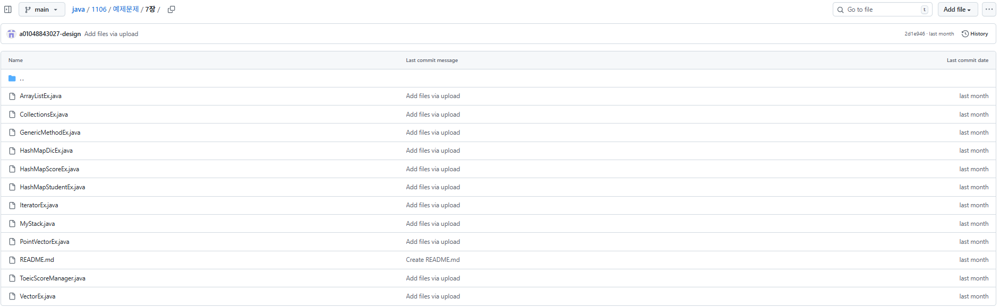 main java / 1106 / 예제문제 / 7장 / Go to file t Add file
a01048843027-design Add files via upload 2d1e946 · last month History
Name Last commit message Last commit date
..
ArrayListEx.java Add files via upload last month
CollectionsEx.java Add files via upload last month
GenericMethodEx.java Add files via upload last month
HashMapDicEx.java Add files via upload last month
HashMapScoreEx.java Add files via upload last month
HashMapStudentEx.java Add files via upload last month
IteratorEx.java Add files via upload last month
MyStack.java Add files via upload last month
PointVectorEx.java Add files via upload last month
README.md Create README.md last month
ToeicScoreManager.java Add files via upload last month
VectorEx.java Add files via upload last month